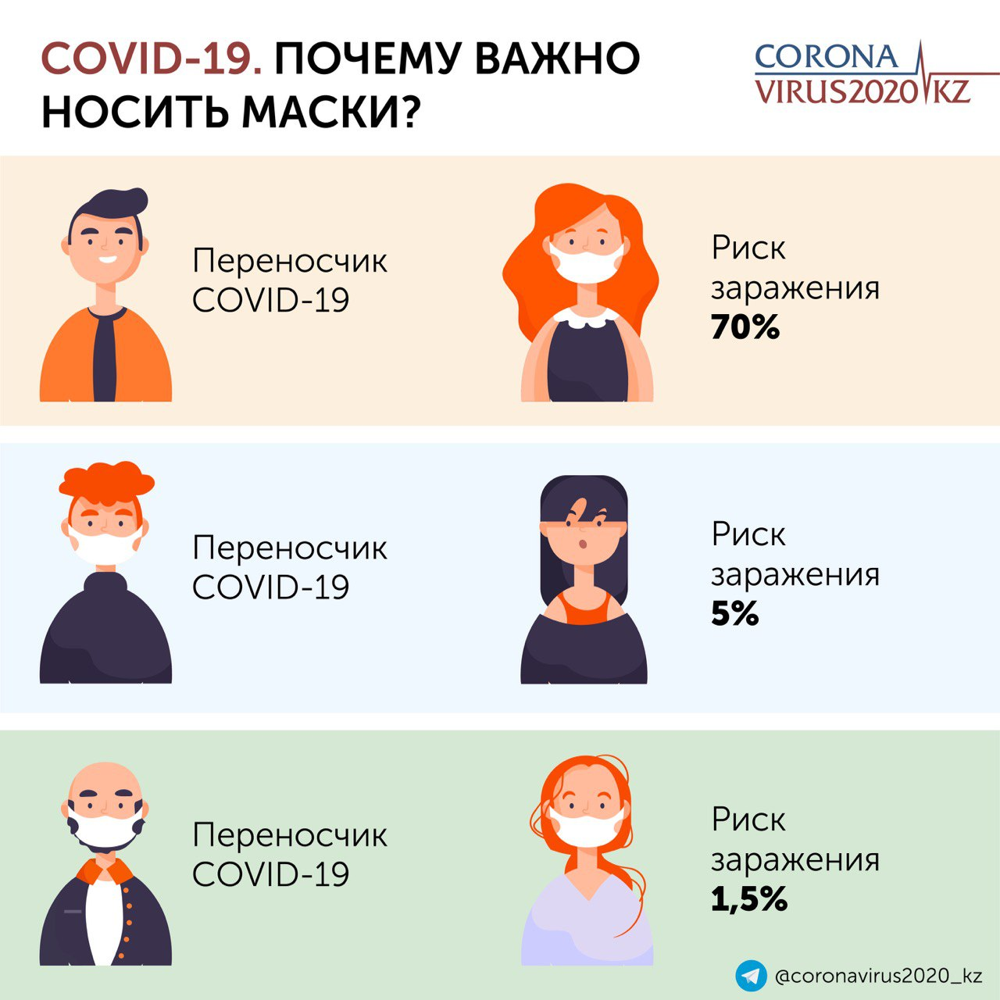 COVID-19. ПОЧЕМУ ВАЖНО
НОСИТЬ МАСКИ?
CORONA
VIRUS2020 KZ
Переносчик
COVID-19
Риск
заражения
70%
Переносчик
COVID-19
Риск
заражения
5%
Переносчик
COVID-19
Риск
заражения
1,5%
@coronavirus2020_kz